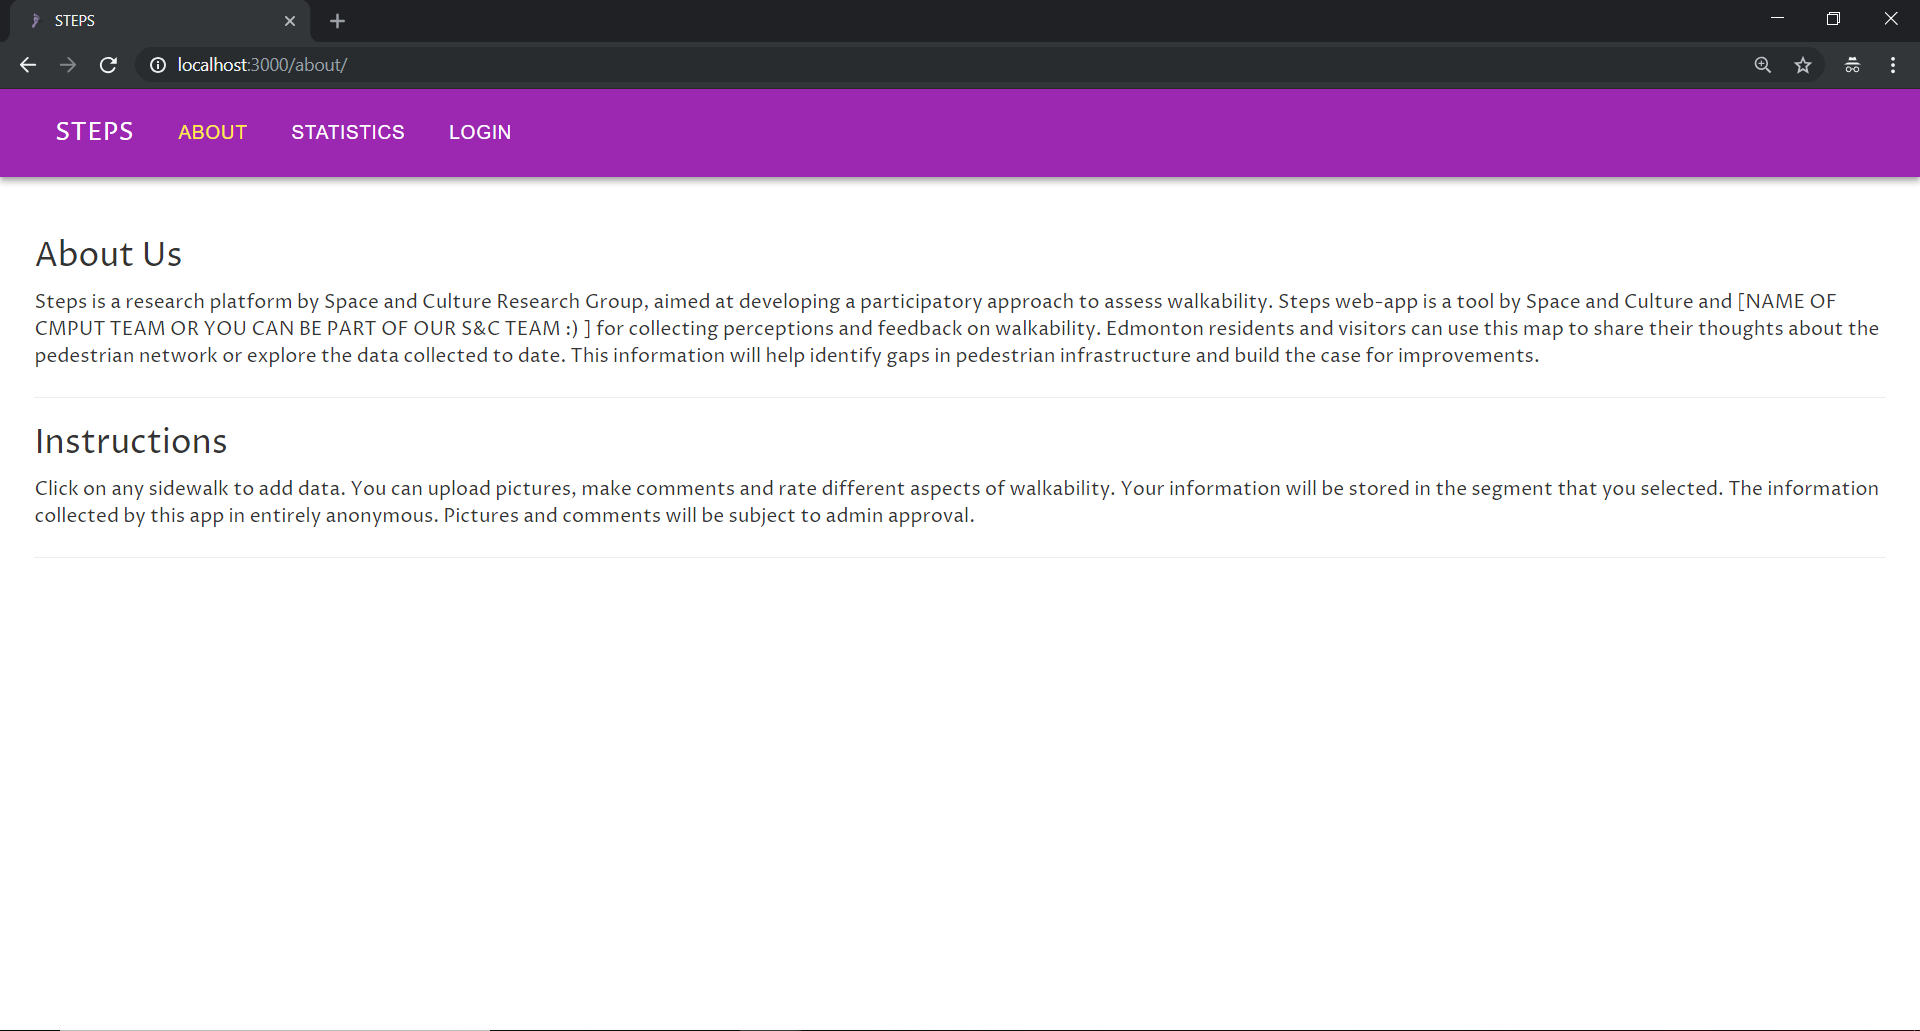 STEPS
localhost:3000/about/
STEPS ABOUT STATISTICS LOGIN
About Us
Steps is a research platform by Space and Culture Research Group, aimed at developing a participatory approach to assess walkability. Steps web-app is a tool by Space and Culture and [NAME OF
CMPUT TEAM OR YOU CAN BE PART OF OUR S&C TEAM :) ] for collecting perceptions and feedback on walkability. Edmonton residents and visitors can use this map to share their thoughts about the
pedestrian network or explore the data collected to date. This information will help identify gaps in pedestrian infrastructure and build the case for improvements.
Instructions
Click on any sidewalk to add data. You can upload pictures, make comments and rate different aspects of walkability. Your information will be stored in the segment that you selected. The information
collected by this app in entirely anonymous. Pictures and comments will be subject to admin approval.